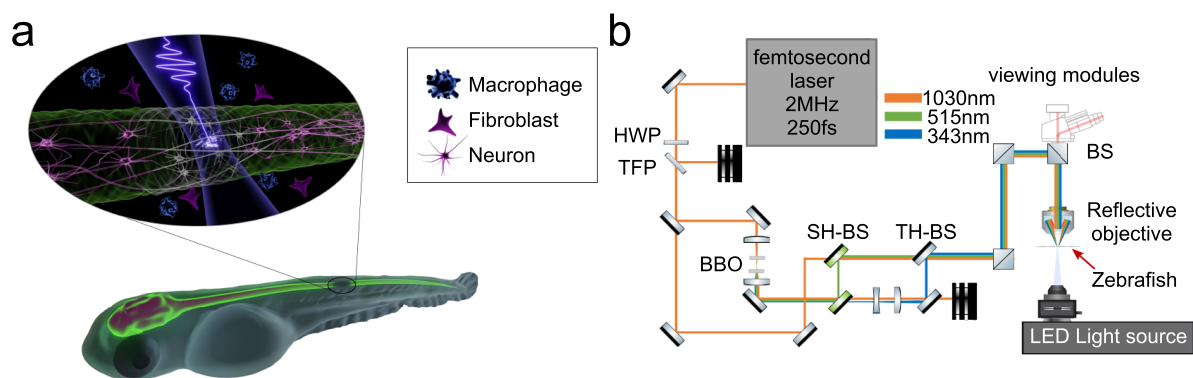 a
Macrophage
Fibroblast
Neuron
b
femtosecond
laser
2MHz
250fs
1030nm
515nm
343nm
viewing modules
BS
HWP
TFP
BBO
SH-BS
TH-BS
Reflective
objective
Zebrafish
LED Light source